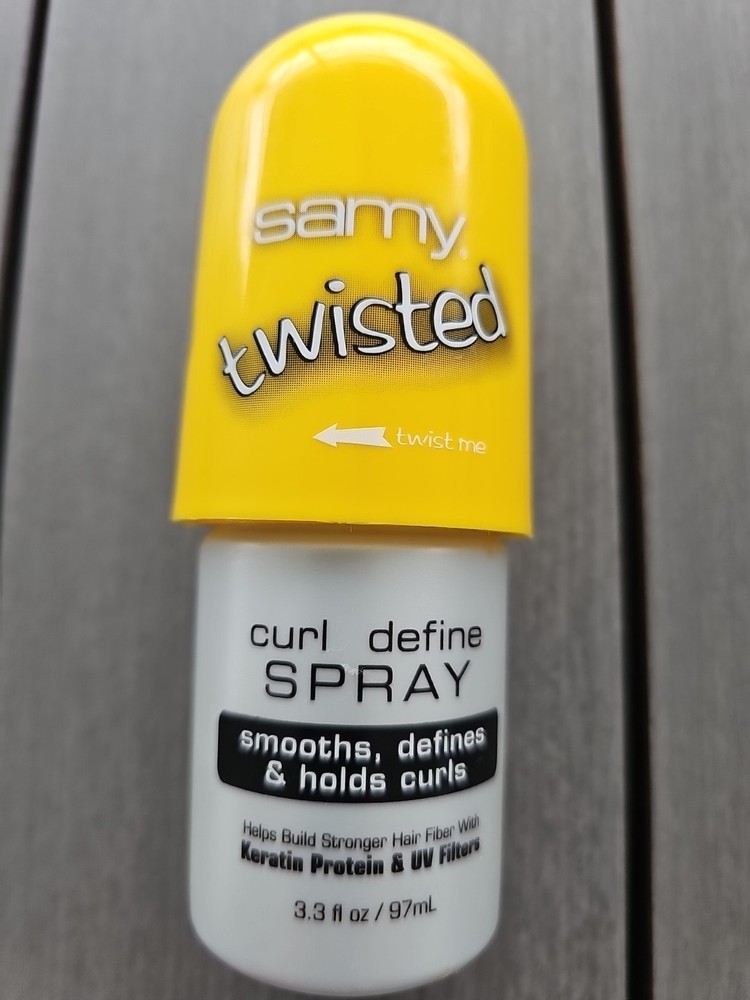 samy
twisted
twist me
curl define
SPRAY
smooths, defines
& holds curls
Helps Build Stronger Hair Fiber With
Keratin Protein & UV Filters
3.3 fl oz / 97mL